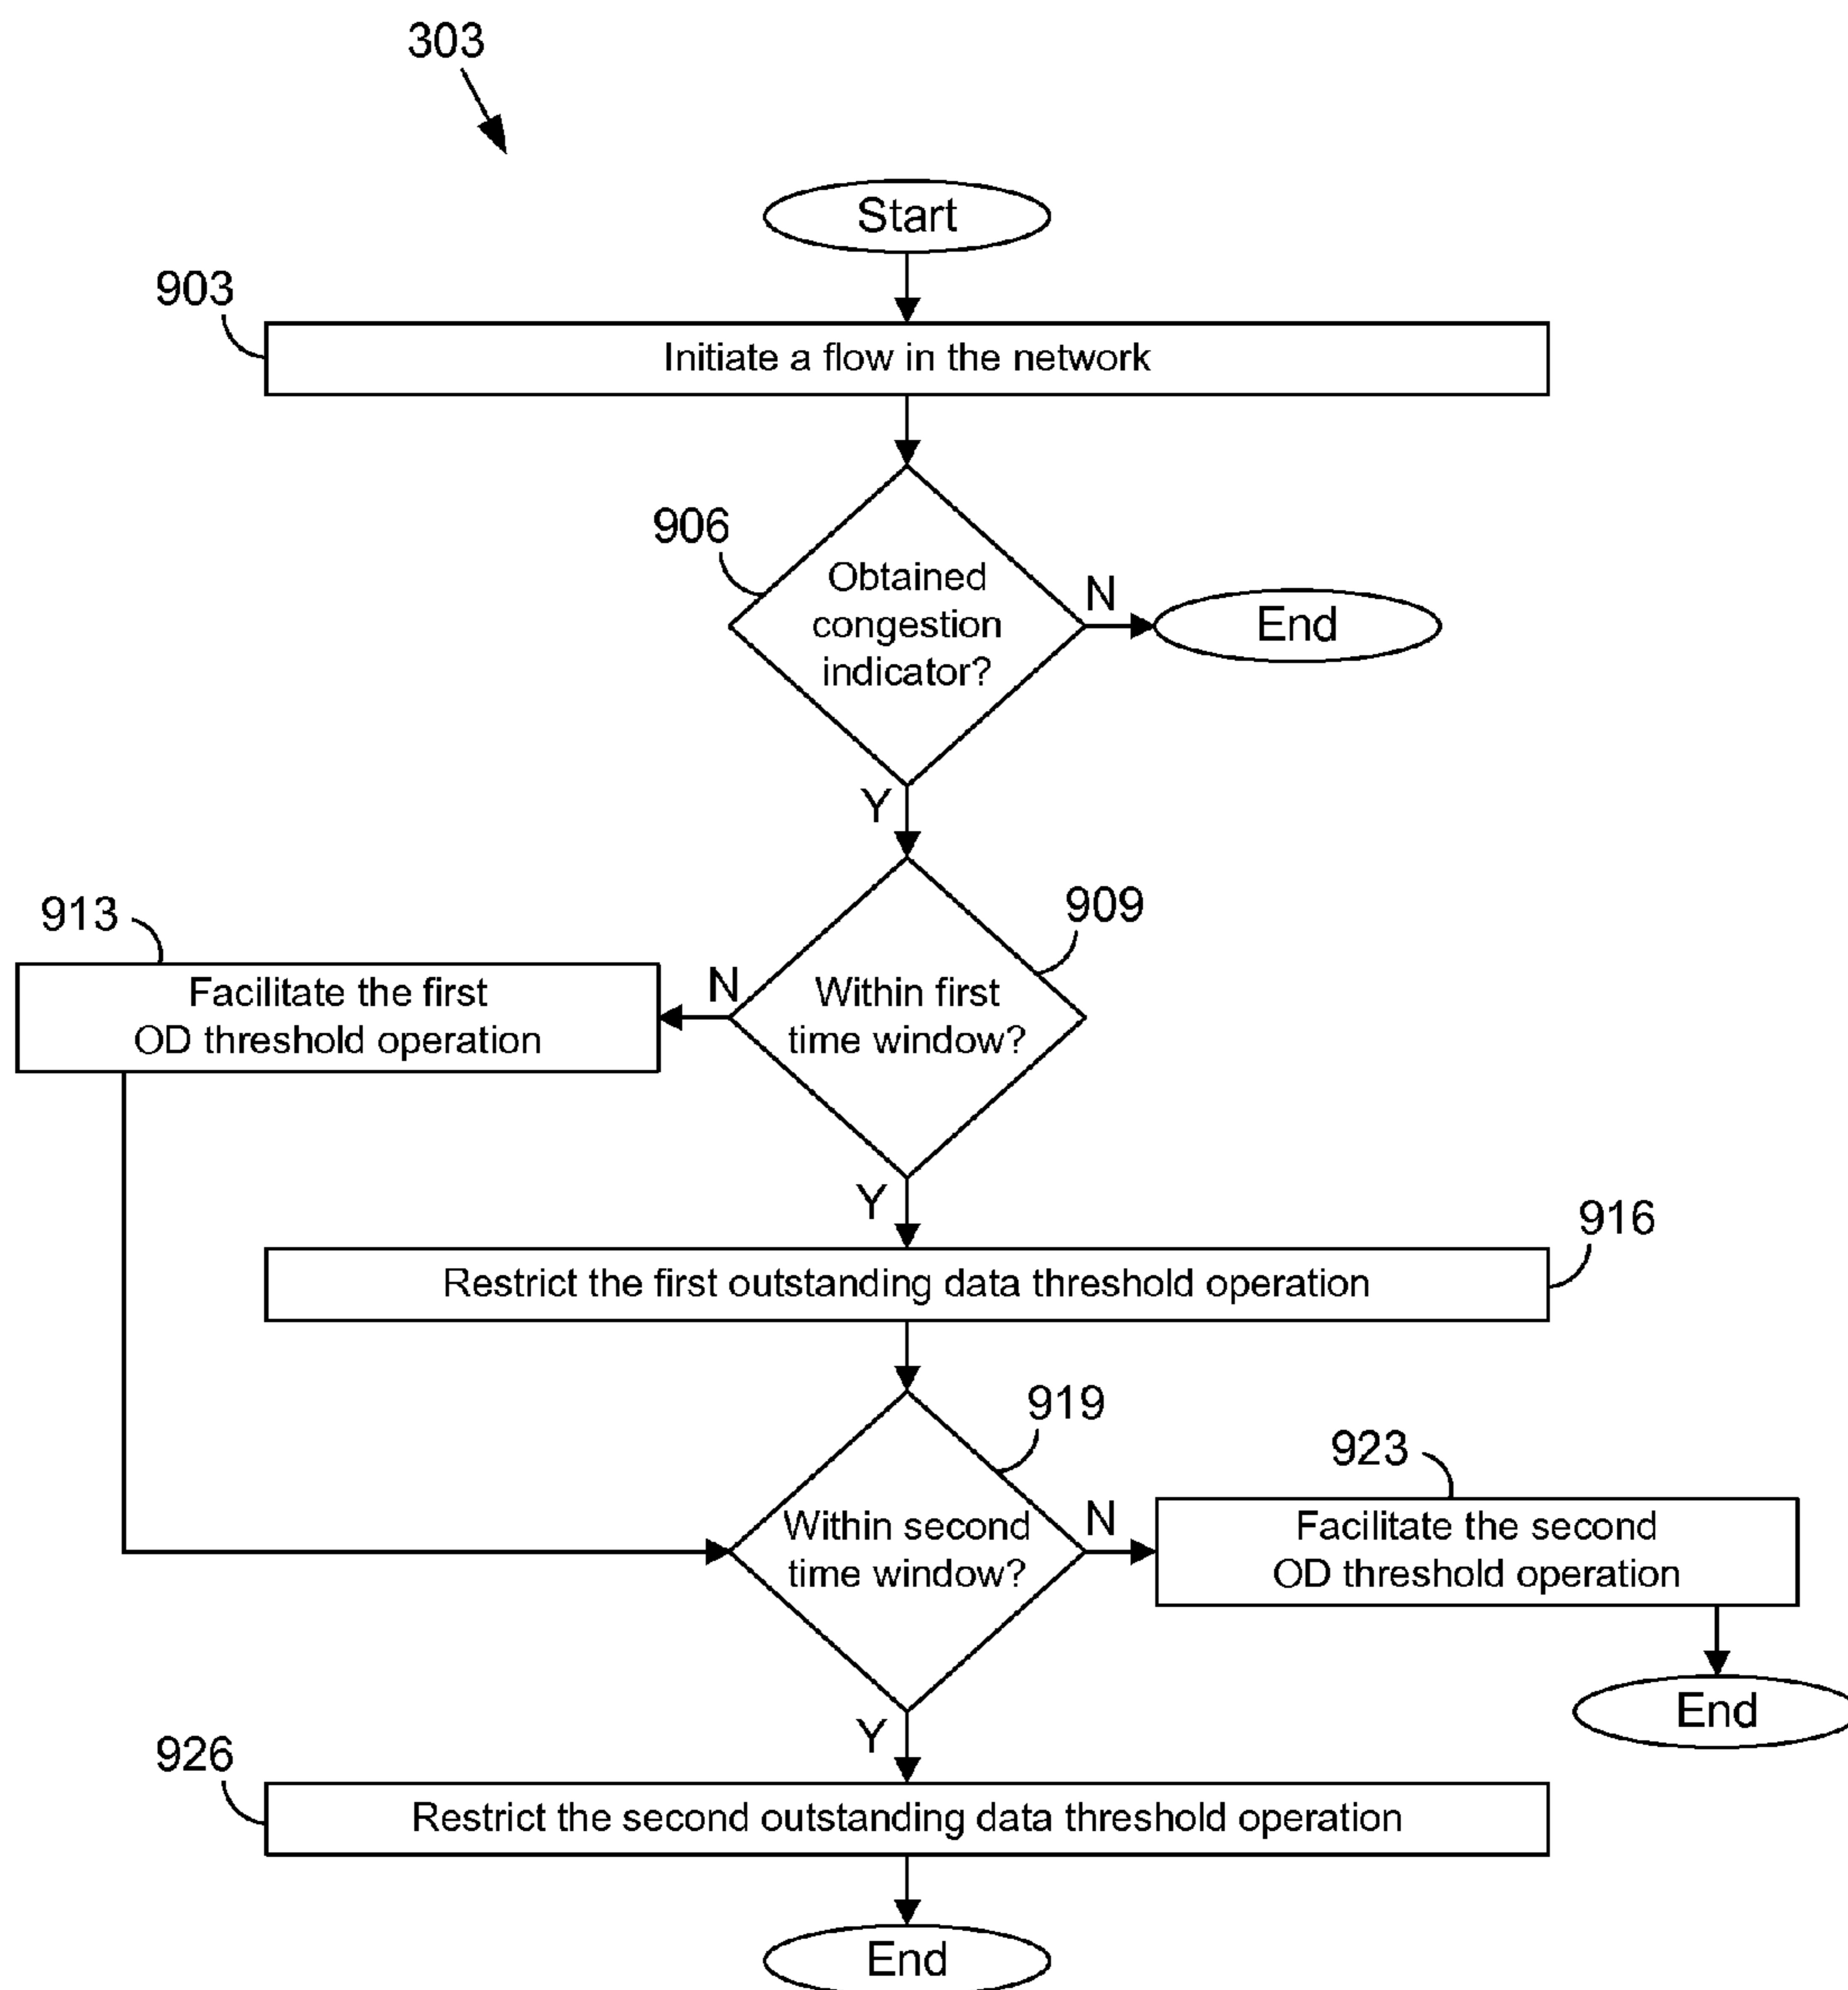 303
Start
903
Initiate a flow in the network
906
Obtained
congestion
indicator?
N
End
Y
909
Within first
time window?
N
913
Facilitate the first
OD threshold operation
Y
916
Restrict the first outstanding data threshold operation
919
Within second
time window?
N
923
Facilitate the second
OD threshold operation
End
Y
926
Restrict the second outstanding data threshold operation
End